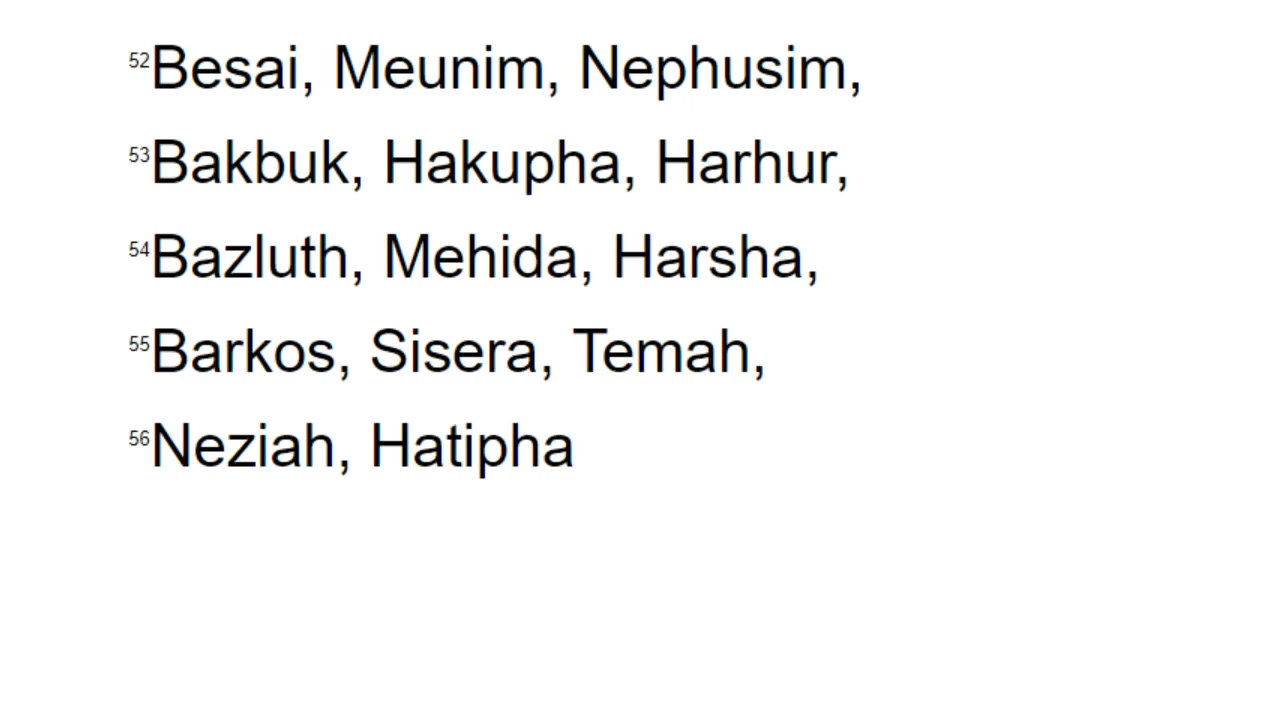 52Besai, Meunim, Nephusim,
53Bakbuk, Hakupha, Harhur,
54Bazluth, Mehida, Harsha,
55Barkos, Sisera, Temah,
56Neziah, Hatipha